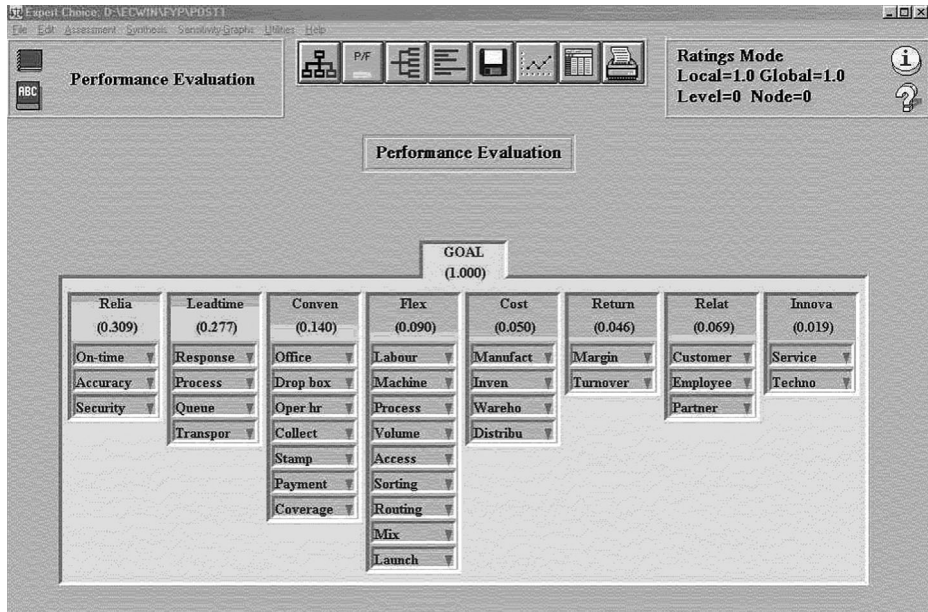 Expert Choice: D:\ECWIN\FYP\POST1
File Edit Assessment Synthesis Sensitivity-Graphs Utilities Help
ABC
Performance Evaluation
P/F
Ratings Mode
Local=1.0 Global=1.0
Level=0 Node=0
Performance Evaluation
GOAL
(1.000)
Relia
(0.309)
On-time
Accuracy
Security
Leadtime
(0.277)
Response
Process
Queue
Transpor
Conven
(0.140)
Office
Drop box
Oper hr
Collect
Stamp
Payment
Coverage
Flex
(0.090)
Labour
Machine
Process
Volume
Access
Sorting
Routing
Mix
Launch
Cost
(0.050)
Manufact
Inven
Wareho
Distribu
Return
(0.046)
Margin
Turnover
Relat
(0.069)
Customer
Employee
Partner
Innova
(0.019)
Service
Techno